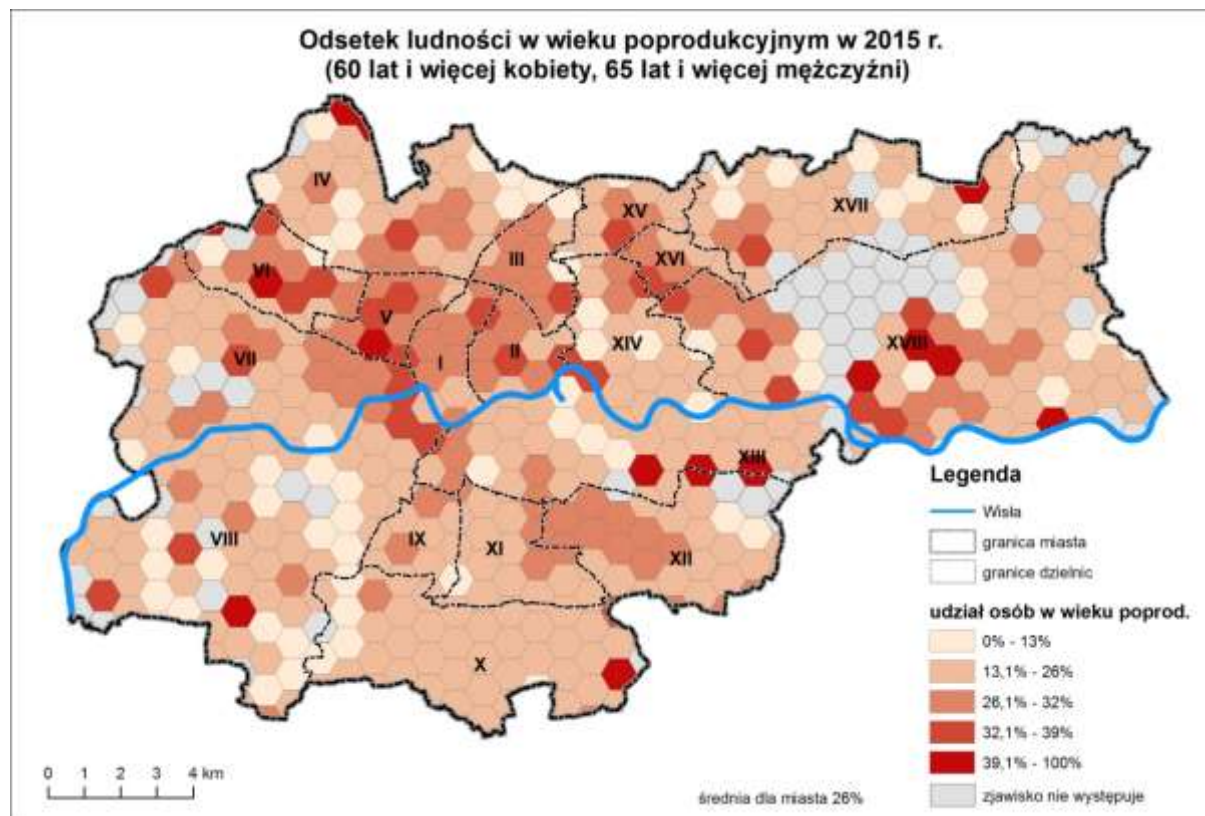 Odsetek ludności w wieku poprodukcyjnym w 2015 r.
(60 lat i więcej kobiety, 65 lat i więcej mężczyźni)
IV
XV
XVII
III
XVI
VI
V
XIV
XVIII
VII
I
II
XIII
VIII
IX
XI
XII
X
Legenda
Wisła
granica miasta
granice dzielnic
udział osób w wieku poprod.
0% - 13%
13,1% - 26%
26,1% - 32%
32,1% - 39%
39,1% - 100%
zjawisko nie występuje
0 1 2 3 4 km
średnia dla miasta 26%